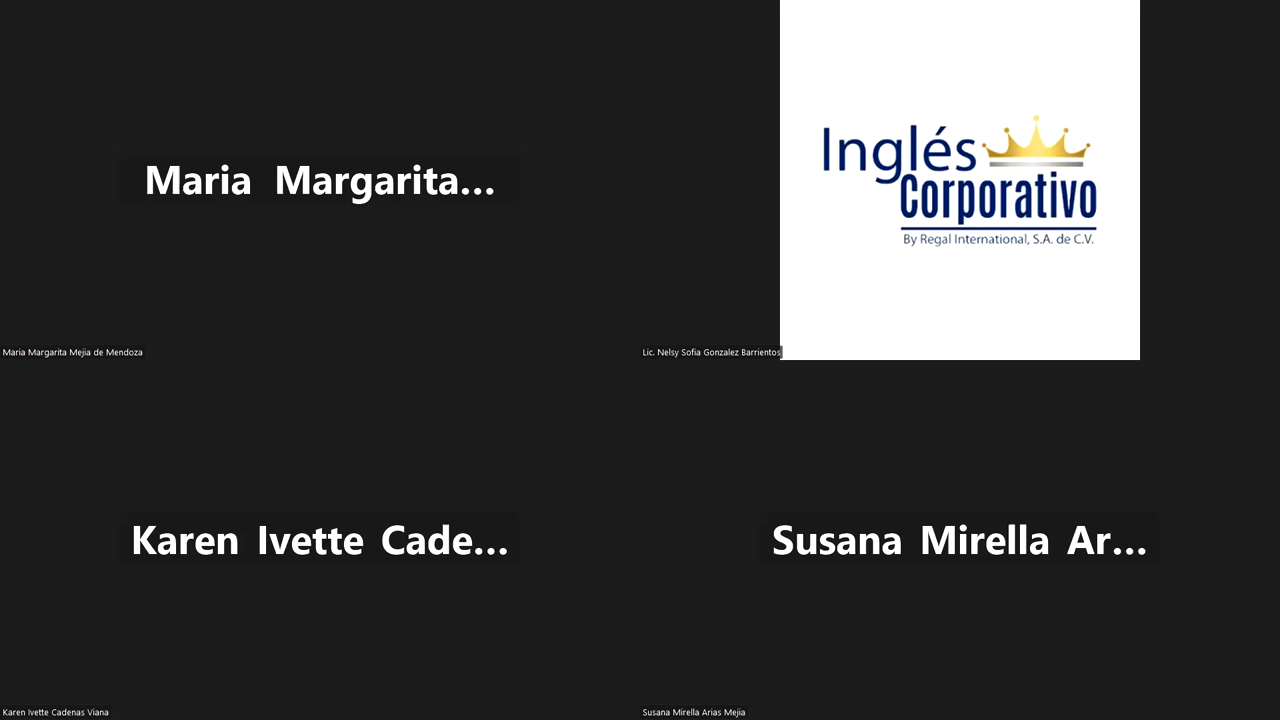 Maria Margarita...
Maria Margarita Mejia de Mendoza
Inglés
Corporativo
By Regal International, S.A. de C.V.
Lic. Nelsy Sofia Gonzalez Barrientos
Karen Ivette Cade...
Karen Ivette Cadenas Viana
Susana Mirella Ar...
Susana Mirella Arias Mejia